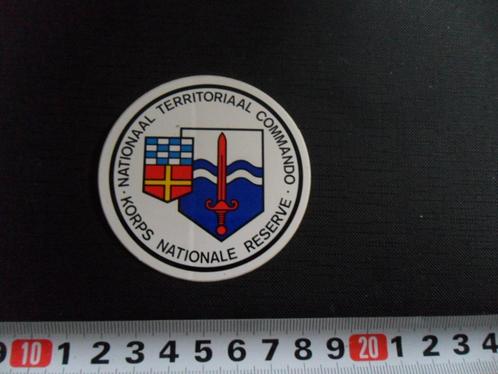 · NATIONAAL TERRITORIAAL COMMANDO ·
KORPS NATIONALE RESERVE
9 10 1 2 3 4 5 6 7 8 9 20 1 2 3 4